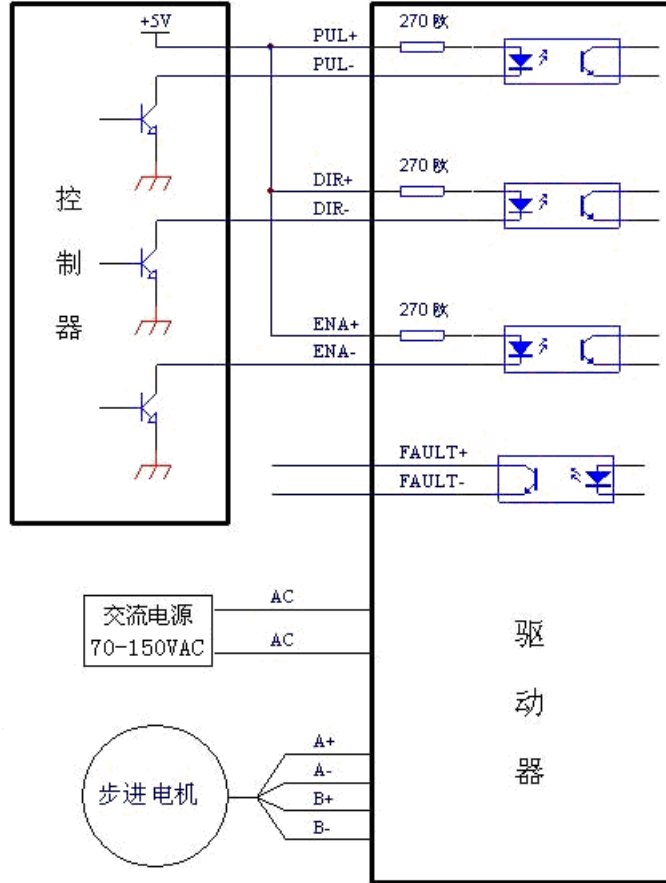 +5V
PUL+
270 欧
PUL-
控制器
DIR+
270 欧
DIR-
ENA+
270 欧
ENA-
FAULT+
FAULT-
交流电源
70-150VAC
AC
AC
驱动器
步进电机
A+
A-
B+
B-